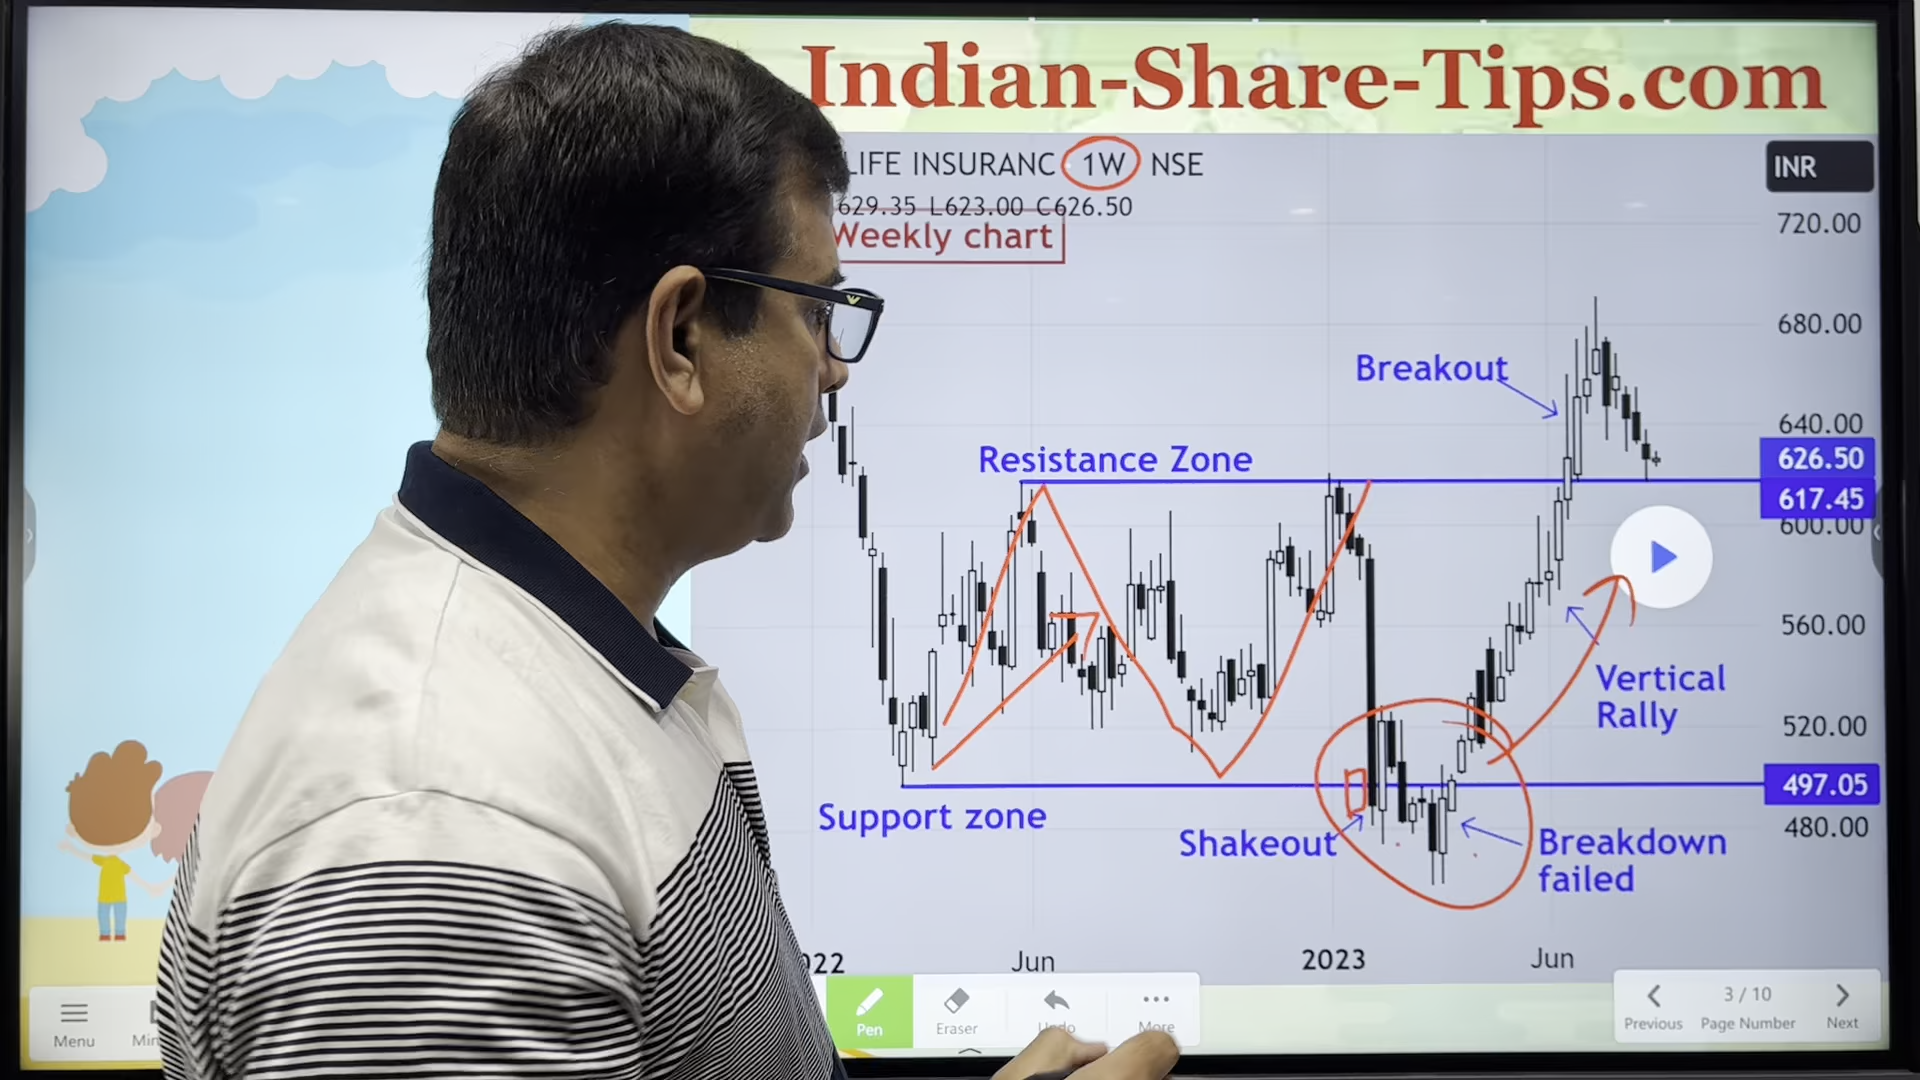 Indian-Share-Tips.com
LIFE INSURANC 1W NSE
629.35 L623.00 C626.50
Weekly chart
INR
720.00
680.00
Breakout
640.00
626.50
Resistance Zone
617.45
600.00
560.00
Vertical
Rally
520.00
497.05
Support zone
480.00
Shakeout
Breakdown
failed
Jun
2023
Jun
Menu
Pen
Eraser
Undo
More
3 / 10
Previous
Page Number
Next